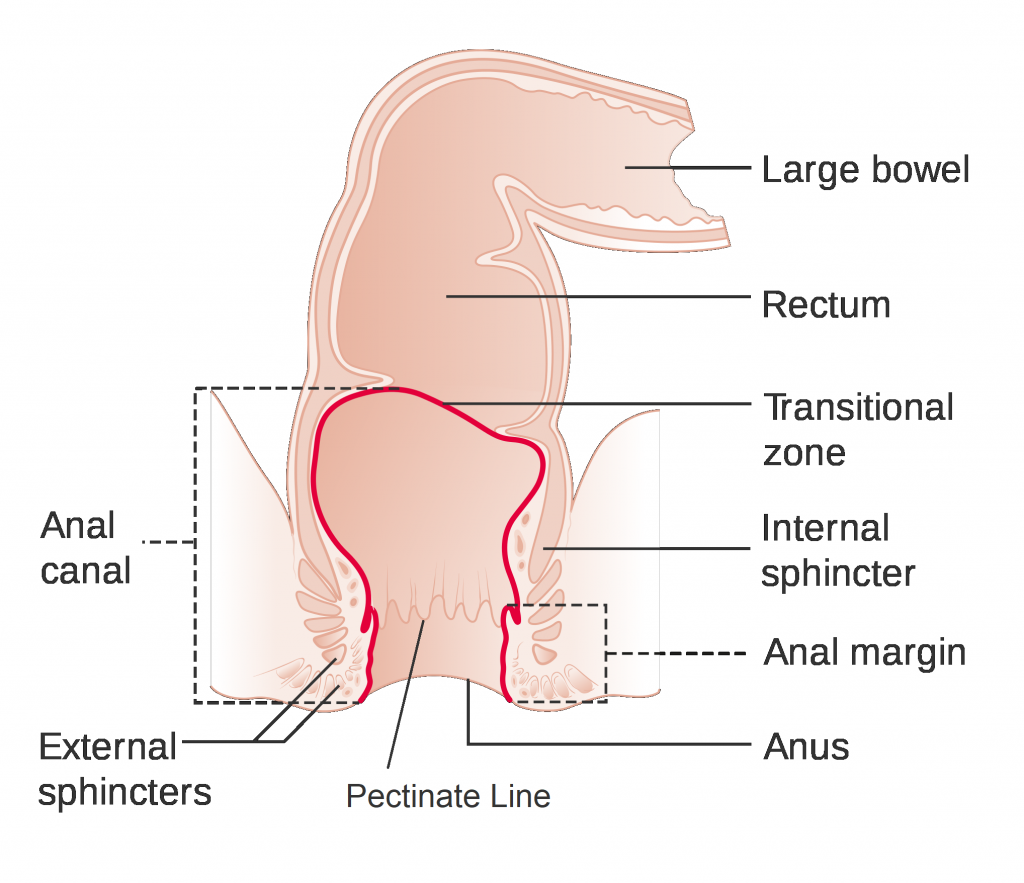 Large bowel
Rectum
Transitional
zone
Anal
canal
Internal
sphincter
Anal margin
External
sphincters
Anus
Pectinate Line